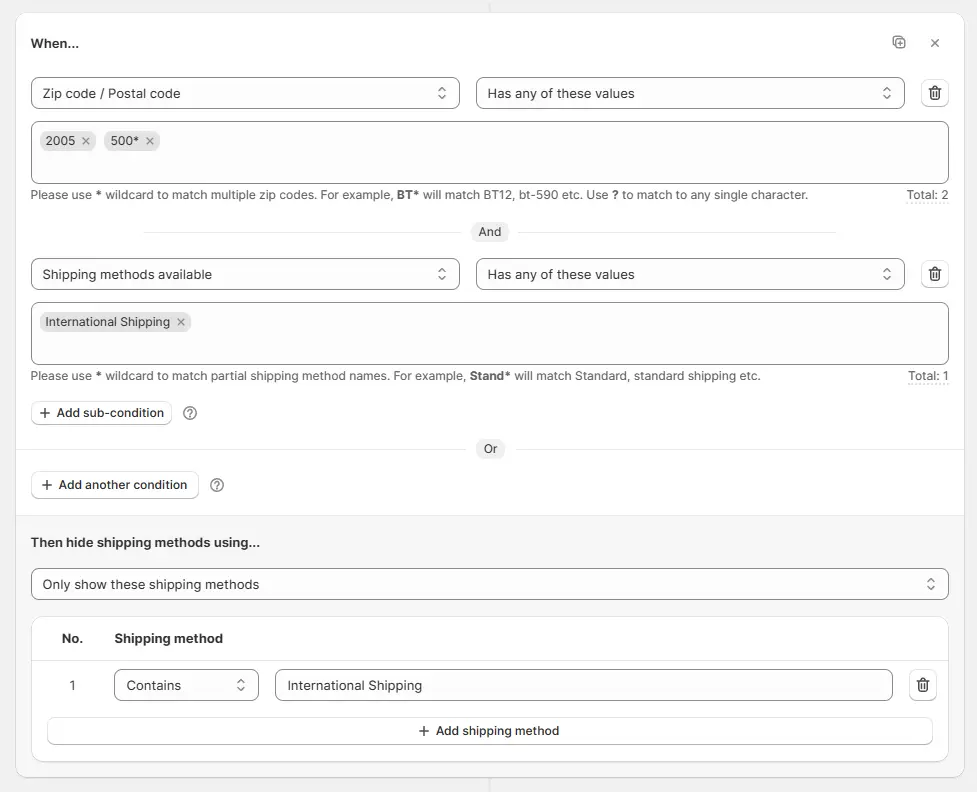 When...
Zip code / Postal code
Has any of these values
2005 500*
Please use * wildcard to match multiple zip codes. For example, BT* will match BT12, bt-590 etc. Use ? to match to any single character.
Total: 2
And
Shipping methods available
Has any of these values
International Shipping
Please use * wildcard to match partial shipping method names. For example, Stand* will match Standard, standard shipping etc.
Total: 1
+ Add sub-condition
Or
+ Add another condition
Then hide shipping methods using...
Only show these shipping methods
No. Shipping method
1 Contains International Shipping
+ Add shipping method